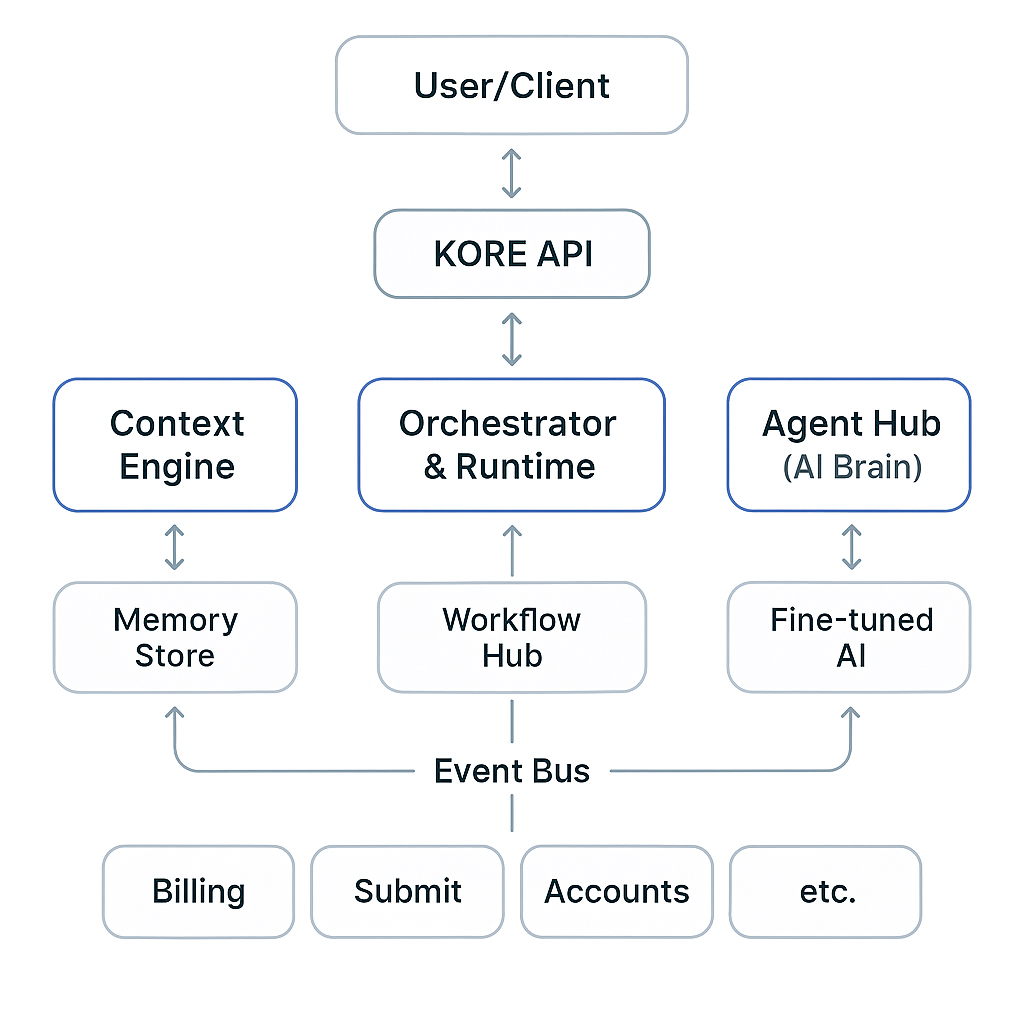 User/Client
KORE API
Context
Engine
Orchestrator
& Runtime
Agent Hub
(AI Brain)
Memory
Store
Workflow
Hub
Fine-tuned
AI
Event Bus
Billing
Submit
Accounts
etc.